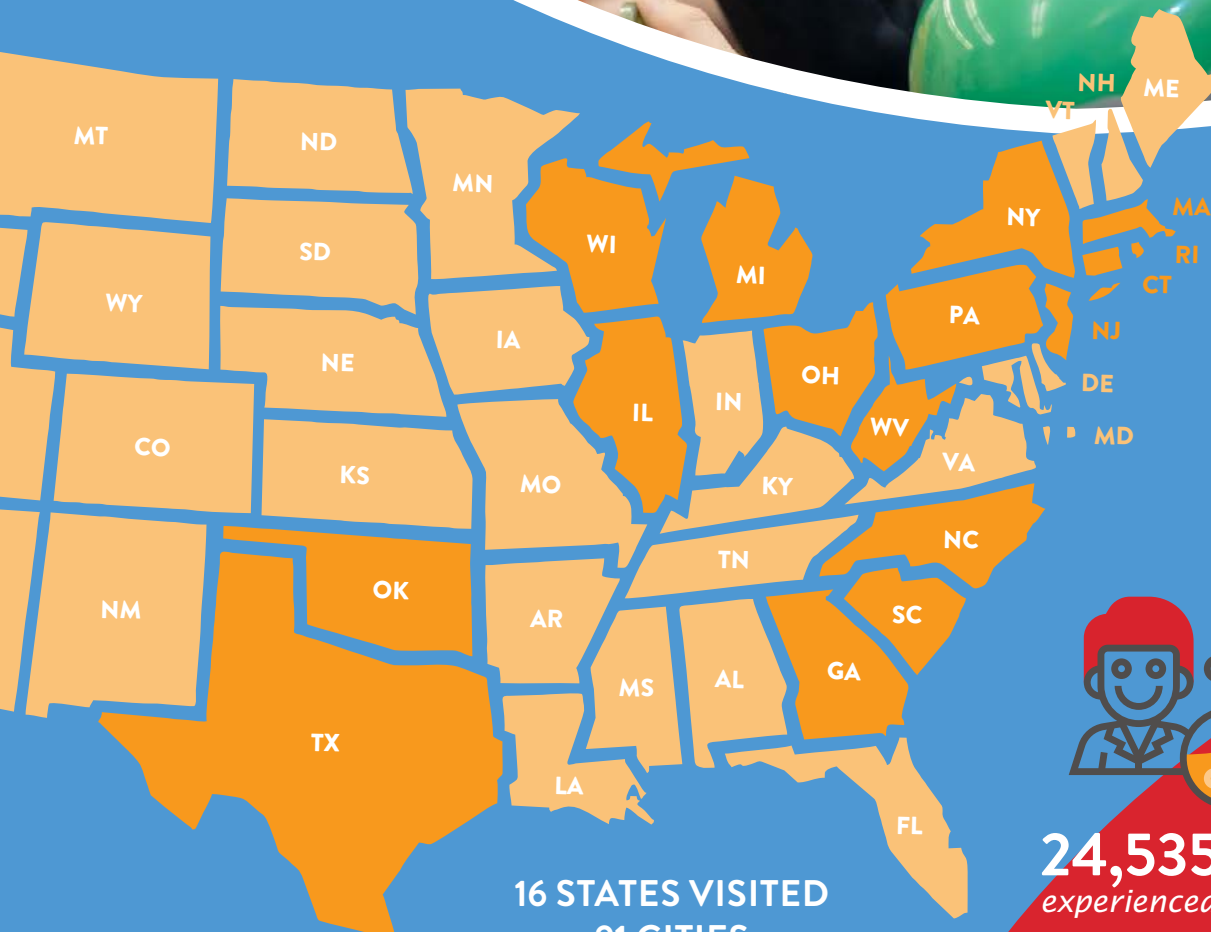 NH
ME
VT
MT
ND
MN
MA
NY
WI
SD
RI
MI
CT
WY
PA
NJ
IA
NE
OH
DE
IN
IL
WV
MD
CO
VA
KS
MO
KY
NC
TN
OK
NM
AR
SC
GA
AL
MS
TX
LA
FL
24,535
experienced
16 STATES VISITED